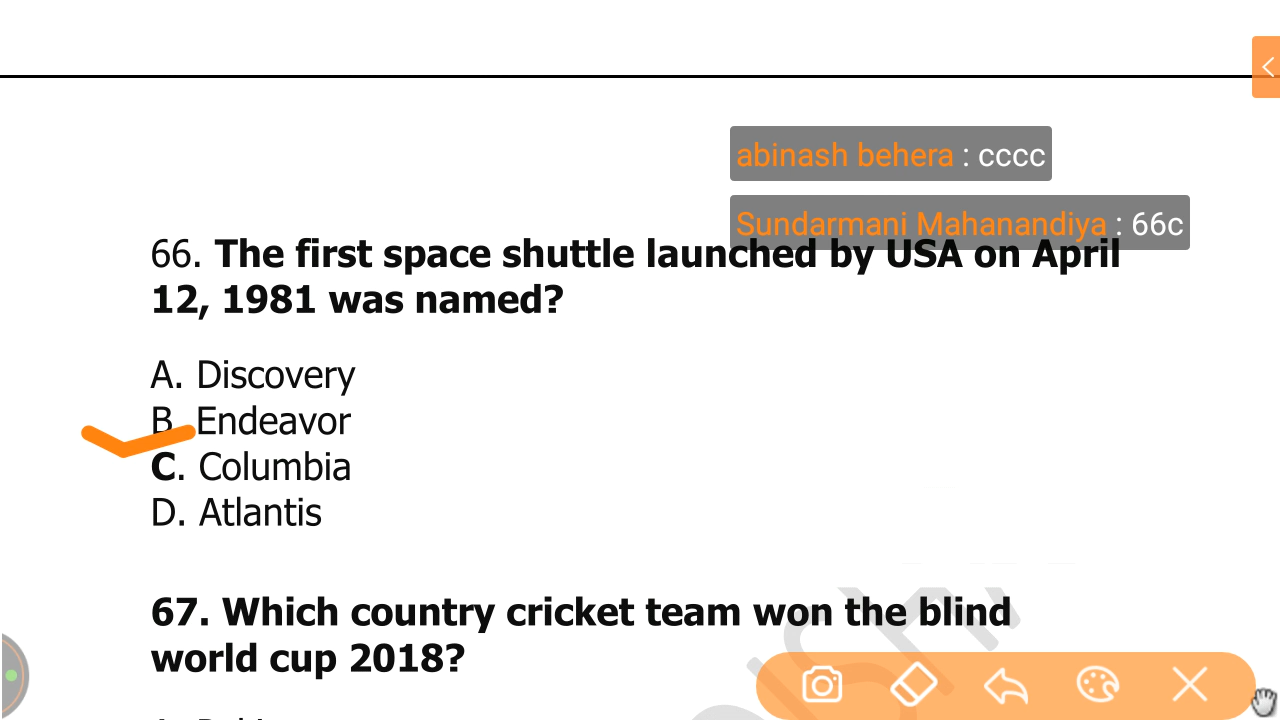 abinash behera : cccc
Sundarmani Mahanandiya : 66c
66. The first space shuttle launched by USA on April
12, 1981 was named?
A. Discovery
B. Endeavor
C. Columbia
D. Atlantis
67. Which country cricket team won the blind
world cup 2018?